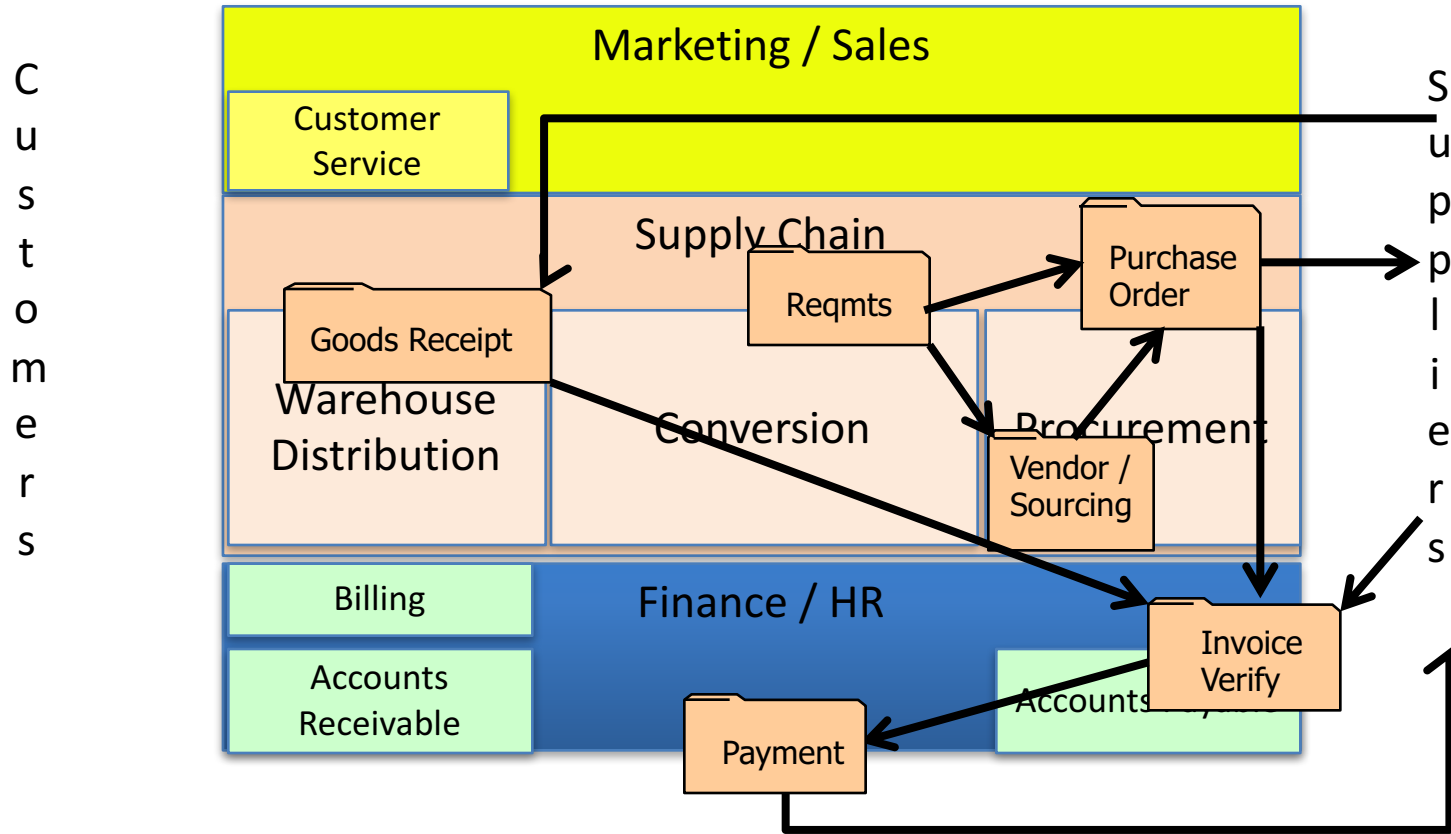 Customers
Marketing / Sales
Customer
Service
Suppliers
Supply Chain
Purchase
Order
Reqmts
Goods Receipt
Warehouse
Distribution
Conversion
Procurement
Vendor /
Sourcing
Billing
Finance / HR
Invoice
Verify
Accounts
Receivable
Accounts Payable
Payment